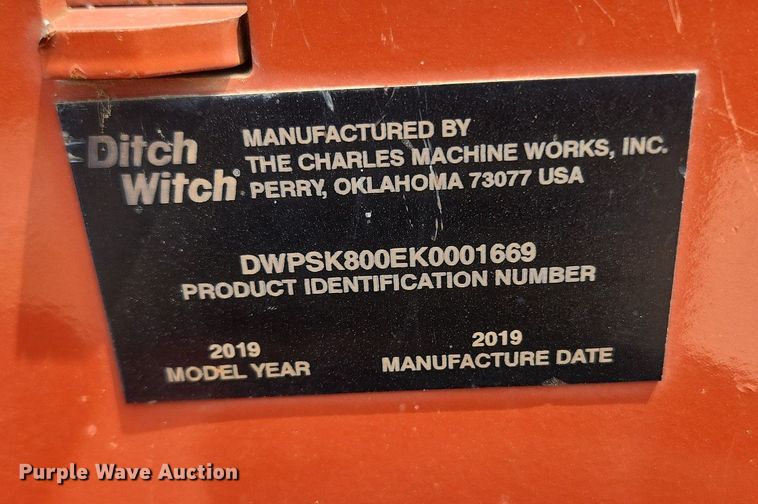 Ditch
Witch®
MANUFACTURED BY
THE CHARLES MACHINE WORKS, INC.
PERRY, OKLAHOMA 73077 USA
DWPSK800EK0001669
PRODUCT IDENTIFICATION NUMBER
2019
MODEL YEAR
2019
MANUFACTURE DATE
Purple Wave Auction